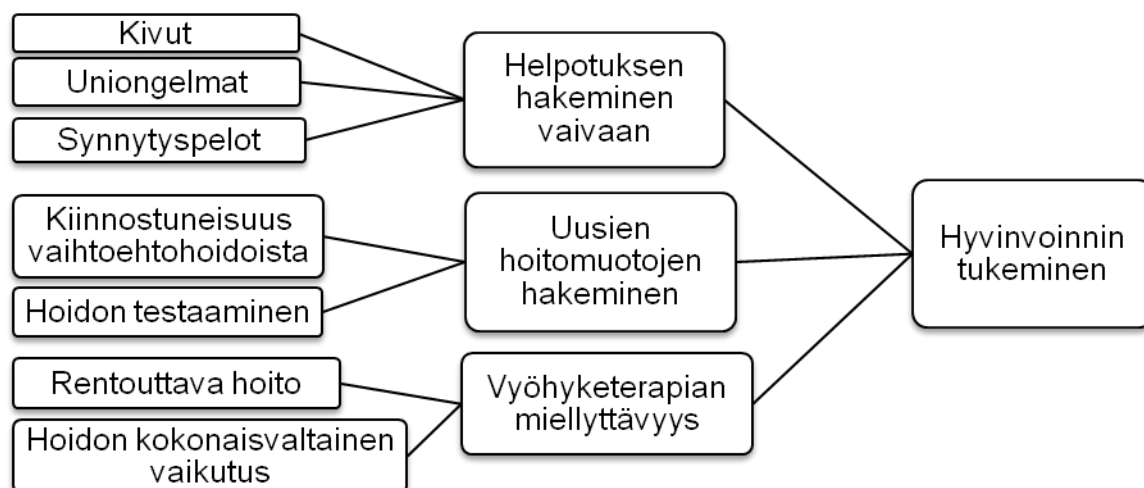 Kivut
Uniongelmat
Synnytyspelot
Helpotuksen
hakeminen
vaivaan
Kiinnostuneisuus
vaihtoehtohoidoista
Hoidon testaaminen
Uusien
hoitomuotojen
hakeminen
Rentouttava hoito
Hoidon kokonaisvaltainen
vaikutus
Vyöhyketerapian
miellyttävyys
Hyvinvoinnin
tukeminen